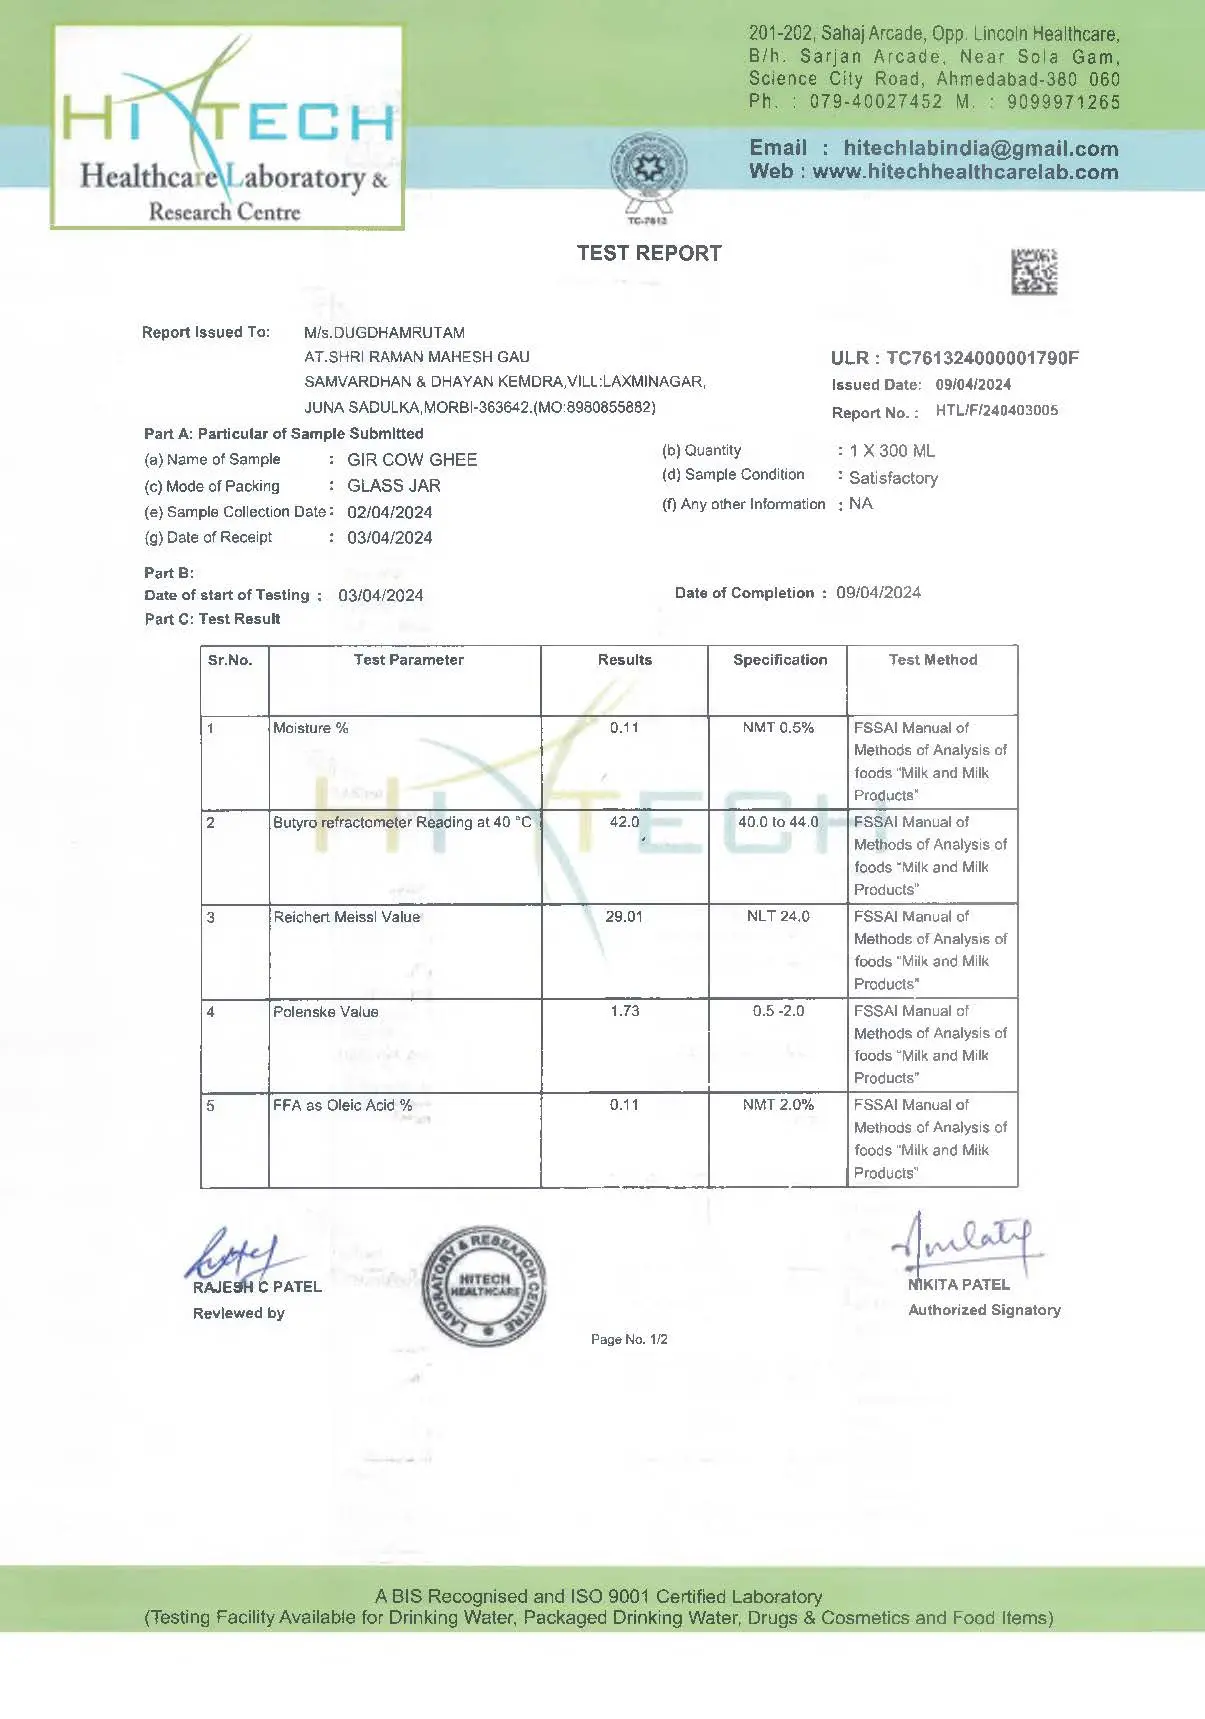 HI TECH
Healthcare Laboratory &
Research Centre
201-202, Sahaj Arcade, Opp. Lincoln Healthcare,
B/h. Sarjan Arcade, Near Sola Gam,
Science City Road, Ahmedabad-380 060
Ph. : 079-40027452 M. : 9099971265
Email : hitechlabindia@gmail.com
Web : www.hitechhealthcarelab.com
TC-7613
TEST REPORT
Report Issued To: M/s.DUGDHAMRUTAM
AT.SHRI RAMAN MAHESH GAU
SAMVARDHAN & DHAYAN KEMDRA,VILL:LAXMINAGAR,
JUNA SADULKA,MORBI-363642.(MO:8980855882)
ULR : TC761324000001790F
Issued Date: 09/04/2024
Report No. : HTL/F/240403005
Part A: Particular of Sample Submitted
(a) Name of Sample : GIR COW GHEE
(b) Quantity : 1 X 300 ML
(c) Mode of Packing : GLASS JAR
(d) Sample Condition : Satisfactory
(e) Sample Collection Date : 02/04/2024
(f) Any other Information : NA
(g) Date of Receipt : 03/04/2024
Part B:
Date of start of Testing : 03/04/2024 Date of Completion : 09/04/2024
Part C: Test Result
Sr.No. Test Parameter Results Specification Test Method
1 Moisture % 0.11 NMT 0.5% FSSAI Manual of
Methods of Analysis of
foods "Milk and Milk
Products"
2 Butyro refractometer Reading at 40 °C 42.0 40.0 to 44.0 FSSAI Manual of
Methods of Analysis of
foods "Milk and Milk
Products"
3 Reichert Meissl Value 29.01 NLT 24.0 FSSAI Manual of
Methods of Analysis of
foods "Milk and Milk
Products"
4 Polenske Value 1.73 0.5 -2.0 FSSAI Manual of
Methods of Analysis of
foods "Milk and Milk
Products"
5 FFA as Oleic Acid % 0.11 NMT 2.0% FSSAI Manual of
Methods of Analysis of
foods "Milk and Milk
Products"
HI TECH
RAJESH C PATEL
Reviewed by
LABORATORY & RESEARCH CENTRE
HITECH
HEALTHCARE
NIKITA PATEL
Authorized Signatory
Page No. 1/2
A BIS Recognised and ISO 9001 Certified Laboratory
(Testing Facility Available for Drinking Water, Packaged Drinking Water, Drugs & Cosmetics and Food Items)